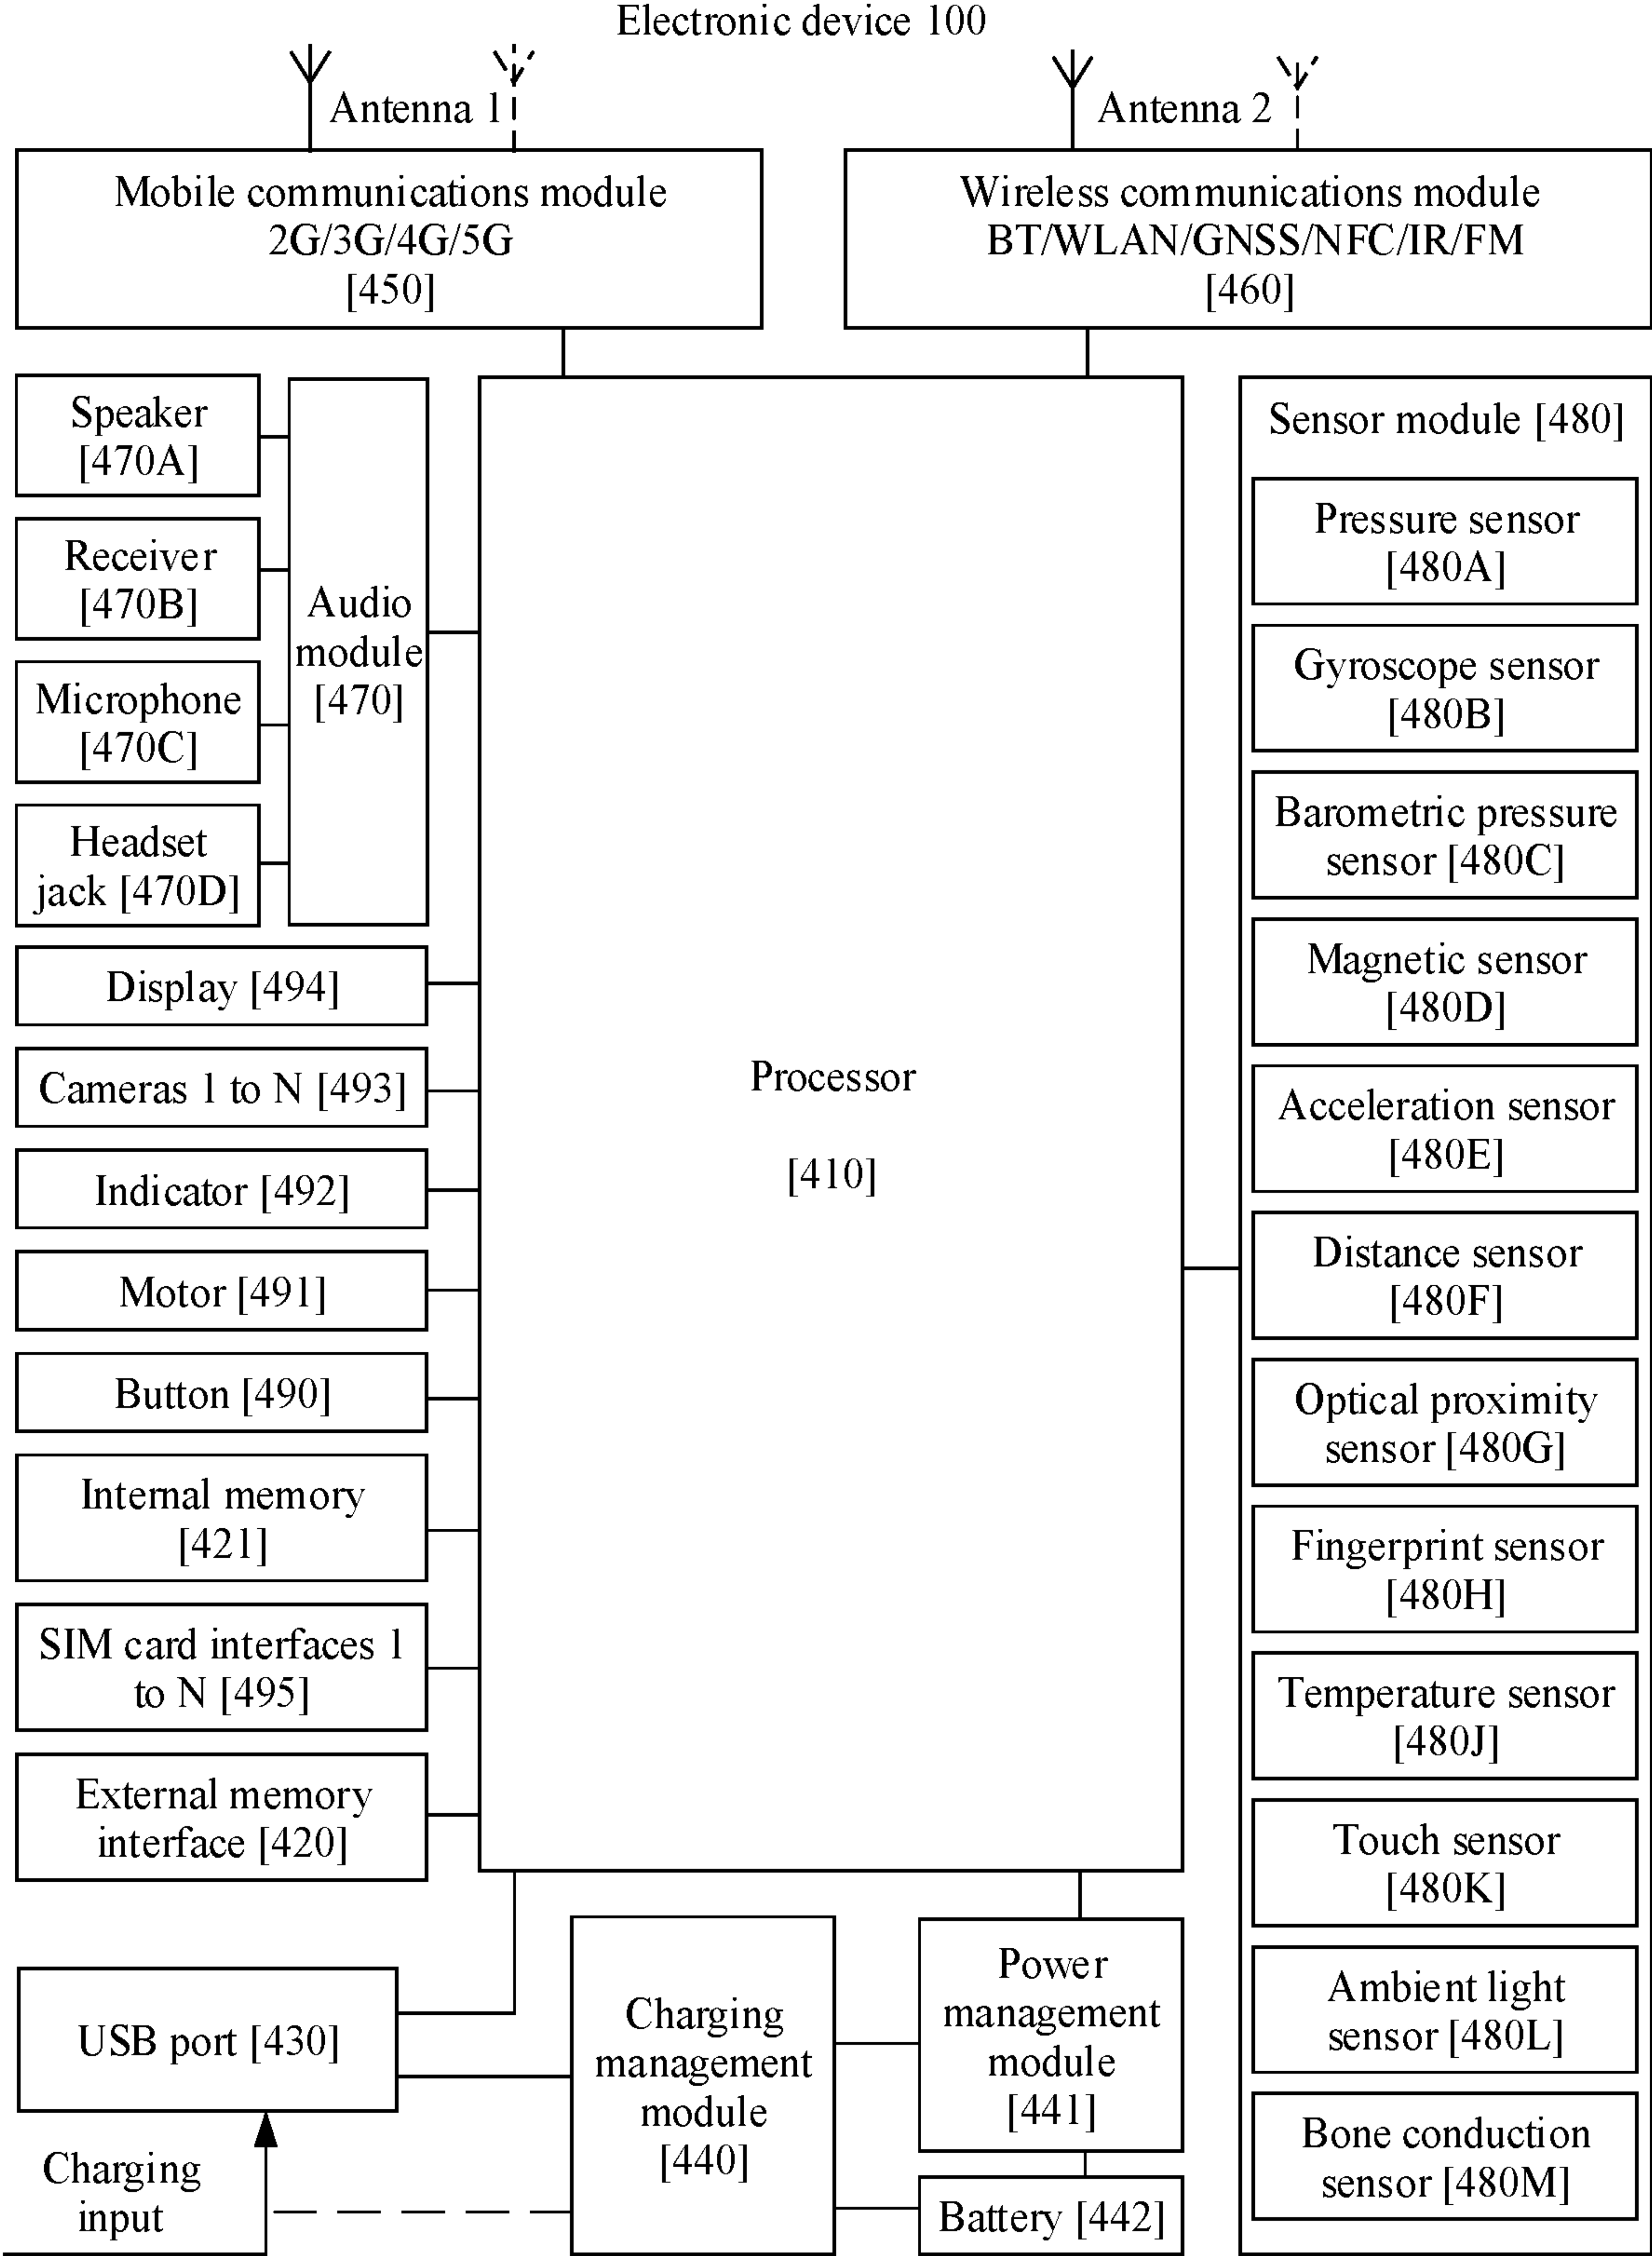 Electronic device 100
Antenna 1
Antenna 2
Mobile communications module
2G/3G/4G/5G
[450]
Wireless communications module
BT/WLAN/GNSS/NFC/IR/FM
[460]
Speaker
[470A]
Receiver
[470B]
Microphone
[470C]
Headset
jack [470D]
Audio
module
[470]
Display [494]
Cameras 1 to N [493]
Indicator [492]
Motor [491]
Button [490]
Internal memory
[421]
SIM card interfaces 1
to N [495]
External memory
interface [420]
Processor
[410]
Sensor module [480]
Pressure sensor
[480A]
Gyroscope sensor
[480B]
Barometric pressure
sensor [480C]
Magnetic sensor
[480D]
Acceleration sensor
[480E]
Distance sensor
[480F]
Optical proximity
sensor [480G]
Fingerprint sensor
[480H]
Temperature sensor
[480J]
Touch sensor
[480K]
Ambient light
sensor [480L]
Bone conduction
sensor [480M]
USB port [430]
Charging
input
Charging
management
module
[440]
Power
management
module
[441]
Battery [442]